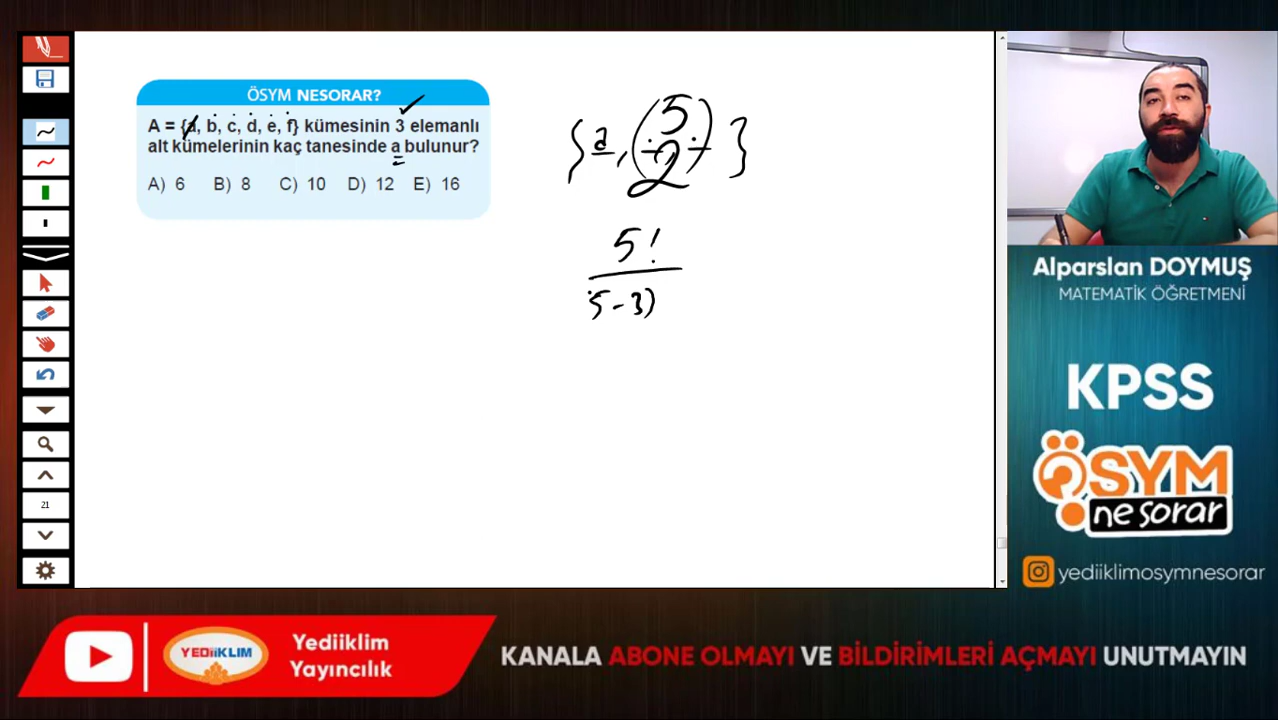 ÖSYM NESORAR?
A = {a, b, c, d, e, f} kümesinin 3 elemanlı
alt kümelerinin kaç tanesinde a bulunur?
A) 6 B) 8 C) 10 D) 12 E) 16
{a, (5 2) }
5!
5-3)
21
Alparslan DOYMUŞ
MATEMATİK ÖĞRETMENİ
KPSS
ÖSYM
ne sorar
yediiklimosymnesorar
YEDiiKLiM
Yediiklim
Yayıncılık
KANALA ABONE OLMAYI VE BİLDİRİMLERİ AÇMAYI UNUTMAYIN